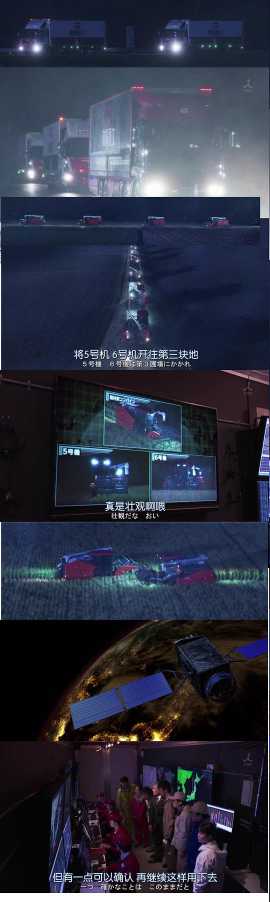 将5号机 6号机开往第三块地
5号機　6号機は第3圃場にかかれ
5号機
6号機
真是壮观啊喂
壮観だな　おい
但有一点可以确认 再继续这样用下去
一つ　確かなことは　このままだと